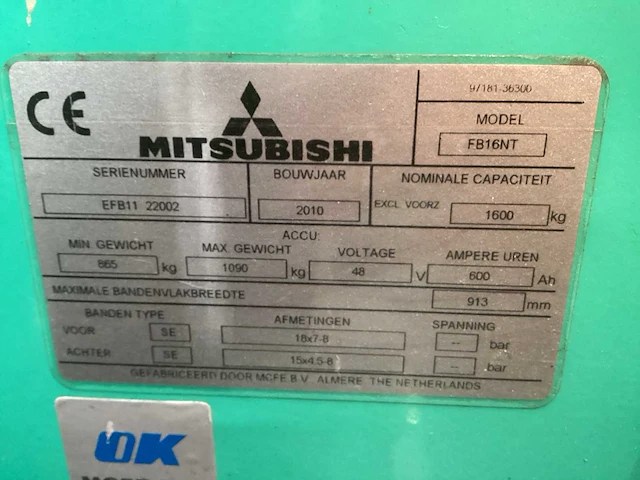 CE
97181-36300
MITSUBISHI
MODEL
FB16NT
SERIENUMMER
BOUWJAAR
NOMINALE CAPACITEIT
EFB11 22002
2010
EXCL VOORZ
1600 kg
ACCU:
MIN. GEWICHT
MAX. GEWICHT
VOLTAGE
AMPERE UREN
865 kg
1090 kg
48 V
600 Ah
MAXIMALE BANDENVLAKBREEDTE
913 mm
BANDEN TYPE
AFMETINGEN
SPANNING
VOOR SE 18x7-8 -- bar
ACHTER SE 15x4.5-8 -- bar
GEFABRICEERD DOOR MCFE B.V. ALMERE THE NETHERLANDS
OK